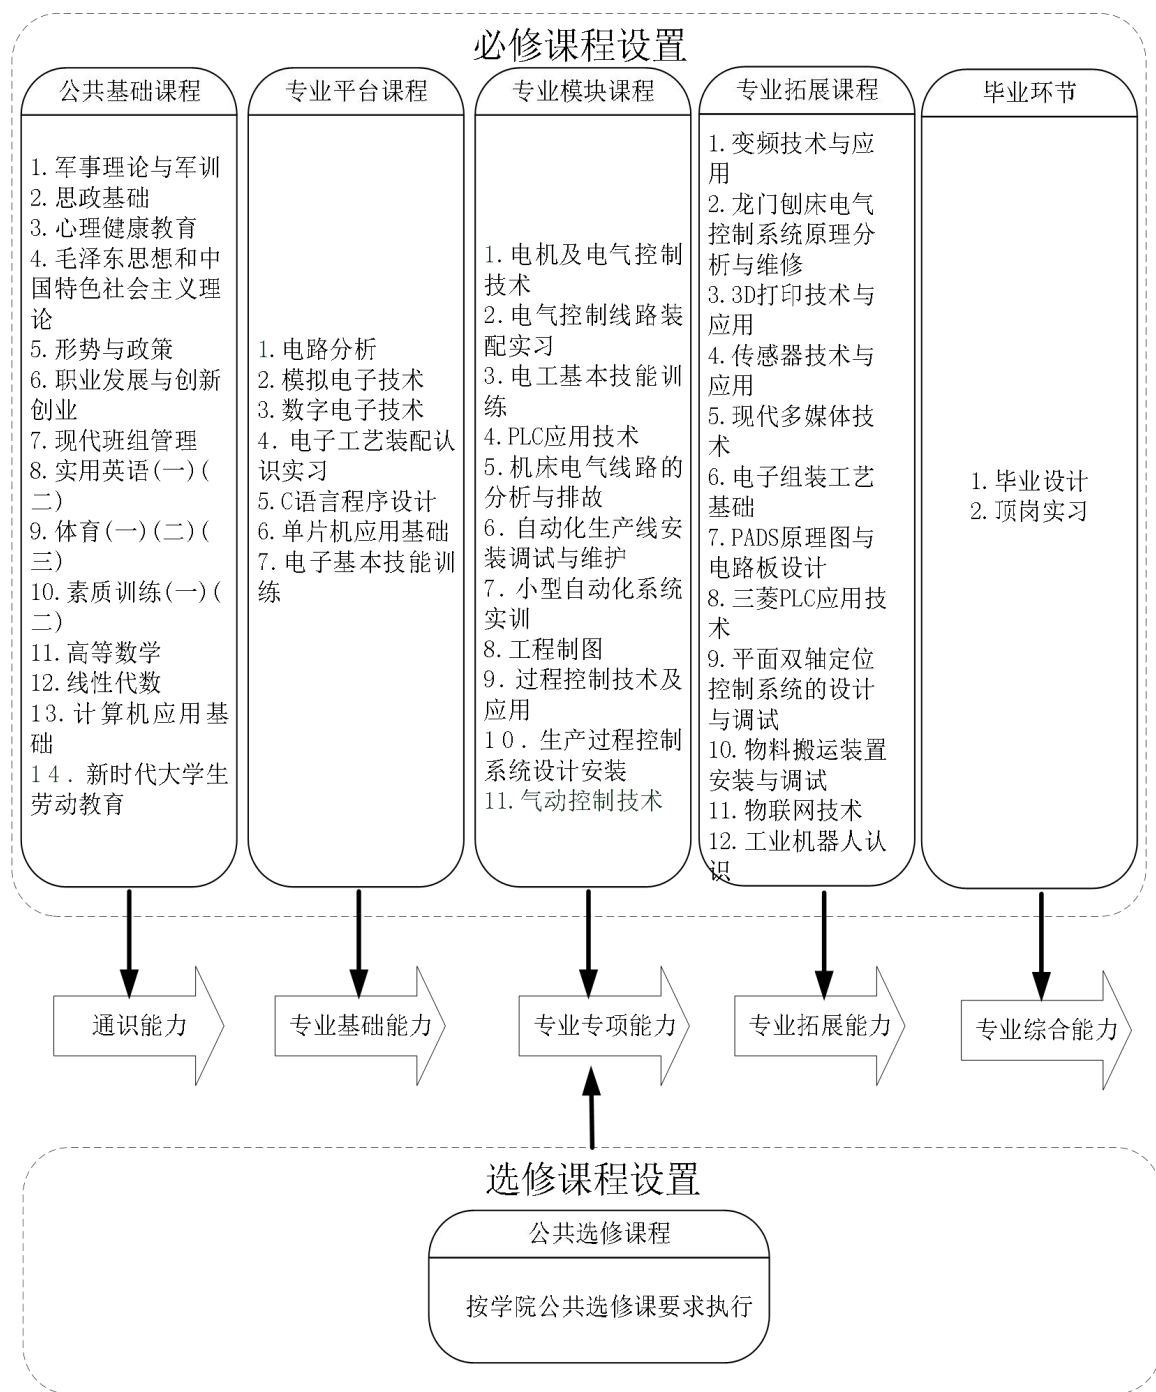 必修课程设置
公共基础课程
1.军事理论与军训
2.思政基础
3.心理健康教育
4.毛泽东思想和中
国特色社会主义理
论
5.形势与政策
6.职业发展与创新
创业
7.现代班组管理
8.实用英语(一)(
二)
9.体育(一)(二)(
三)
10.素质训练(一)(
二)
11.高等数学
12.线性代数
13.计算机应用基
础
14.新时代大学生
劳动教育
专业平台课程
1.电路分析
2.模拟电子技术
3.数字电子技术
4.电子工艺装配认
识实习
5.C语言程序设计
6.单片机应用基础
7.电子基本技能训
练
专业模块课程
1.电机及电气控制
技术
2.电气控制线路装
配实习
3.电工基本技能训
练
4.PLC应用技术
5.机床电气线路的
分析与排故
6.自动化生产线安
装调试与维护
7.小型自动化系统
实训
8.工程制图
9.过程控制技术及
应用
10.生产过程控制
系统设计安装
11.气动控制技术
专业拓展课程
1.变频技术与应
用
2.龙门刨床电气
控制系统原理分
析与维修
3.3D打印技术与
应用
4.传感器技术与
应用
5.现代多媒体技
术
6.电子组装工艺
基础
7.PADS原理图与
电路板设计
8.三菱PLC应用技
术
9.平面双轴定位
控制系统的设计
与调试
10.物料搬运装置
安装与调试
11.物联网技术
12.工业机器人认
识
毕业环节
1.毕业设计
2.顶岗实习
通识能力
专业基础能力
专业专项能力
专业拓展能力
专业综合能力
选修课程设置
公共选修课程
按学院公共选修课要求执行